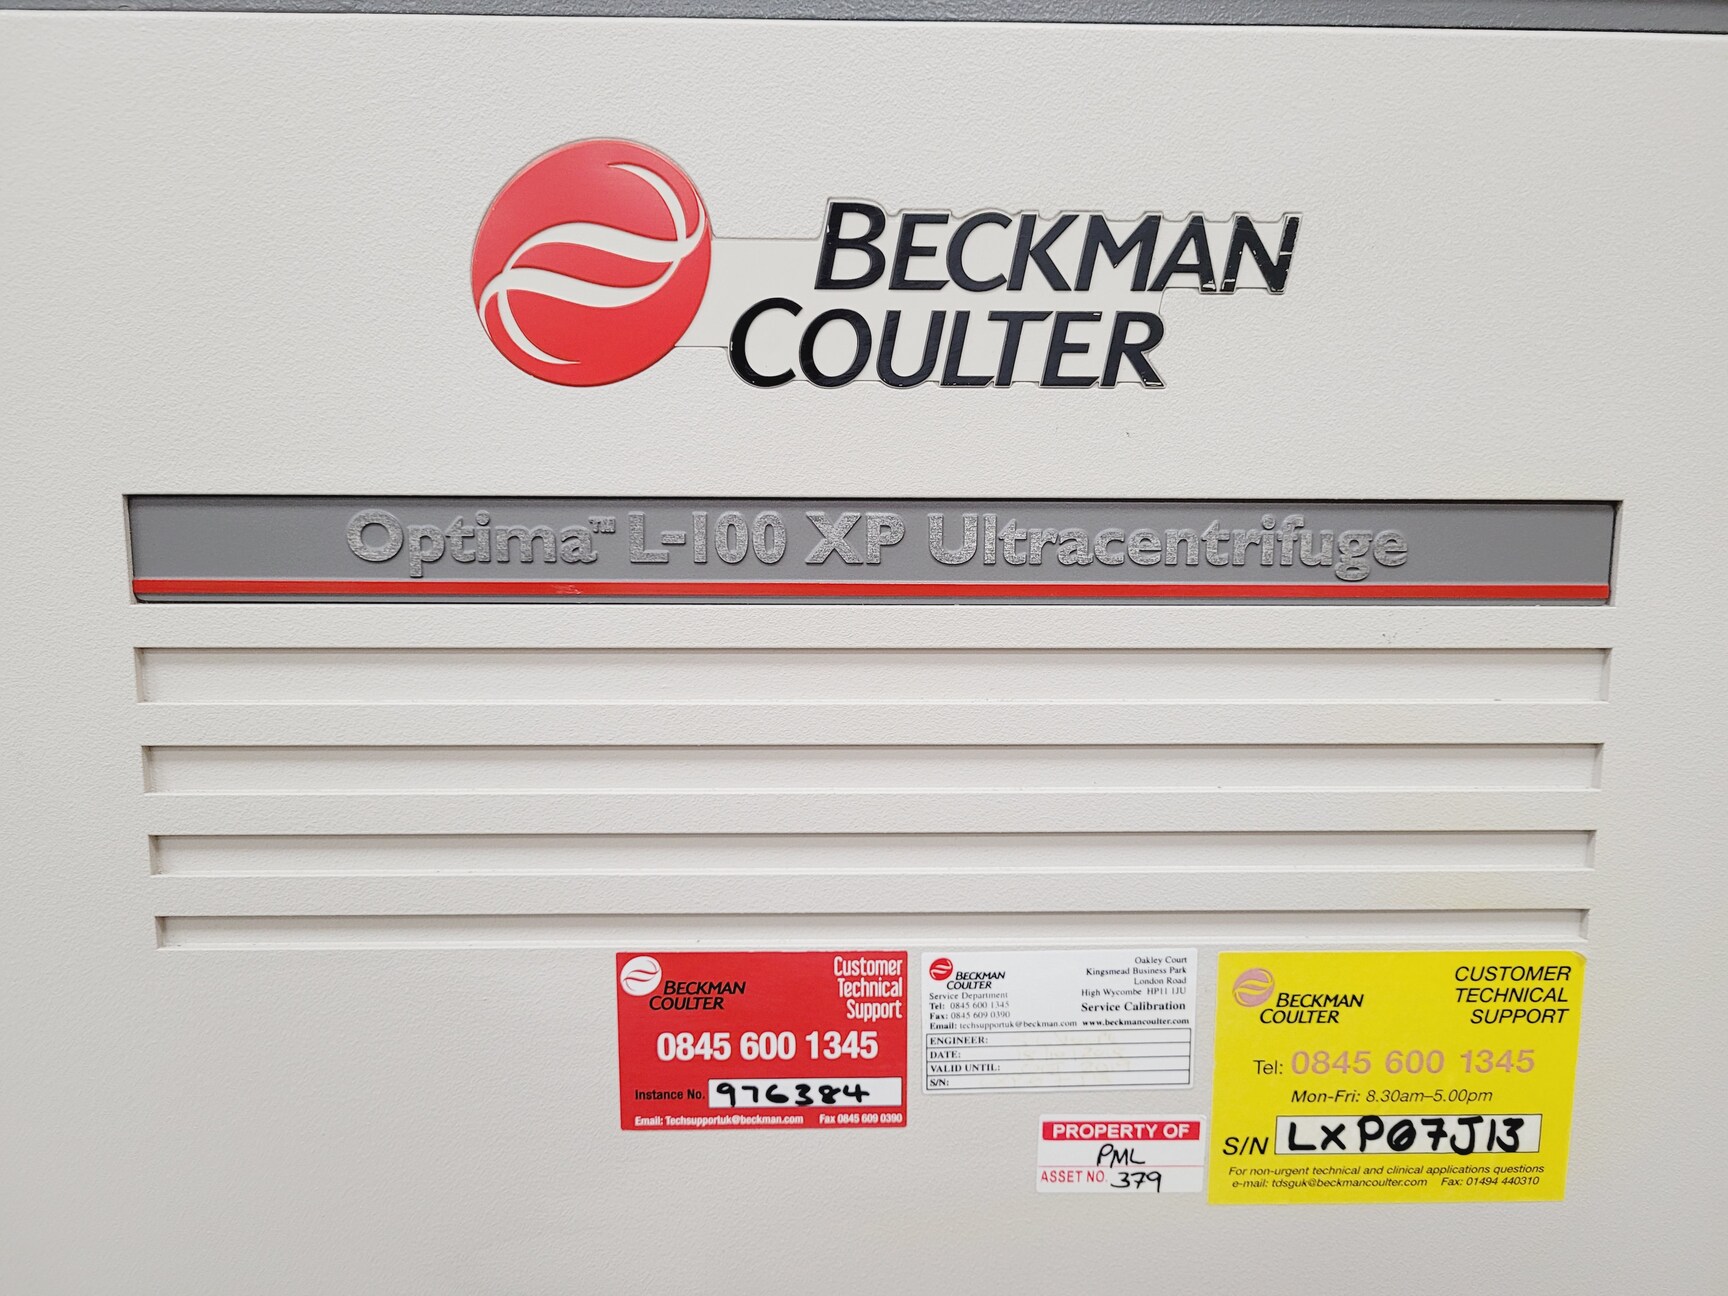 BECKMAN
COULTER
Optima™ L-100 XP Ultracentrifuge
BECKMAN
COULTER
Customer
Technical
Support
0845 600 1345
Instance No. 976384
Email: Techsupportuk@beckman.com Fax 0845 609 0390
BECKMAN
COULTER
Oakley Court
Kingsmead Business Park
London Road
High Wycombe HP11 1JU
Service Department
Tel: 0845 600 1345
Fax: 0845 609 0390
Service Calibration
Email: techsupportuk@beckman.com www.beckmancoulter.com
ENGINEER:
DATE:
VALID UNTIL:
S/N:
PROPERTY OF
PML
ASSET NO. 379
BECKMAN
COULTER
CUSTOMER
TECHNICAL
SUPPORT
Tel: 0845 600 1345
Mon-Fri: 8.30am–5.00pm
S/N LXP07J13
For non-urgent technical and clinical applications questions
e-mail: tdsguk@beckmancoulter.com Fax: 01494 440310